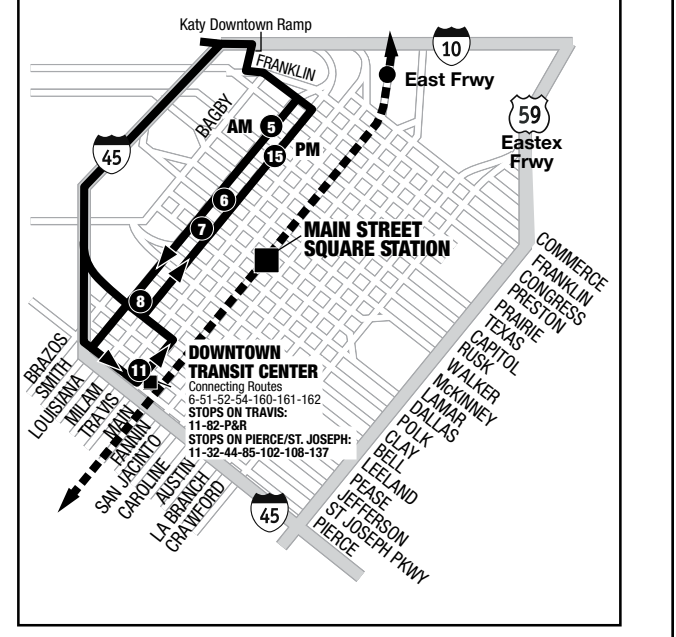 Katy Downtown Ramp
FRANKLIN
10
East Frwy
BAGBY
AM
5
59
Eastex
Frwy
45
15
PM
6
7
MAIN STREET
SQUARE STATION
8
11
DOWNTOWN
TRANSIT CENTER
Connecting Routes
6-51-52-54-160-161-162
STOPS ON TRAVIS:
11-82-P&R
STOPS ON PIERCE/ST. JOSEPH:
11-32-44-85-102-108-137
45
BRAZOS
SMITH
LOUISIANA
MILAM
TRAVIS
MAIN
FANNIN
SAN JACINTO
CAROLINE
AUSTIN
LA BRANCH
CRAWFORD
COMMERCE
FRANKLIN
CONGRESS
PRESTON
PRAIRIE
TEXAS
CAPITOL
RUSK
WALKER
McKINNEY
LAMAR
DALLAS
POLK
CLAY
BELL
LEELAND
PEASE
JEFFERSON
ST JOSEPH PKWY
PIERCE